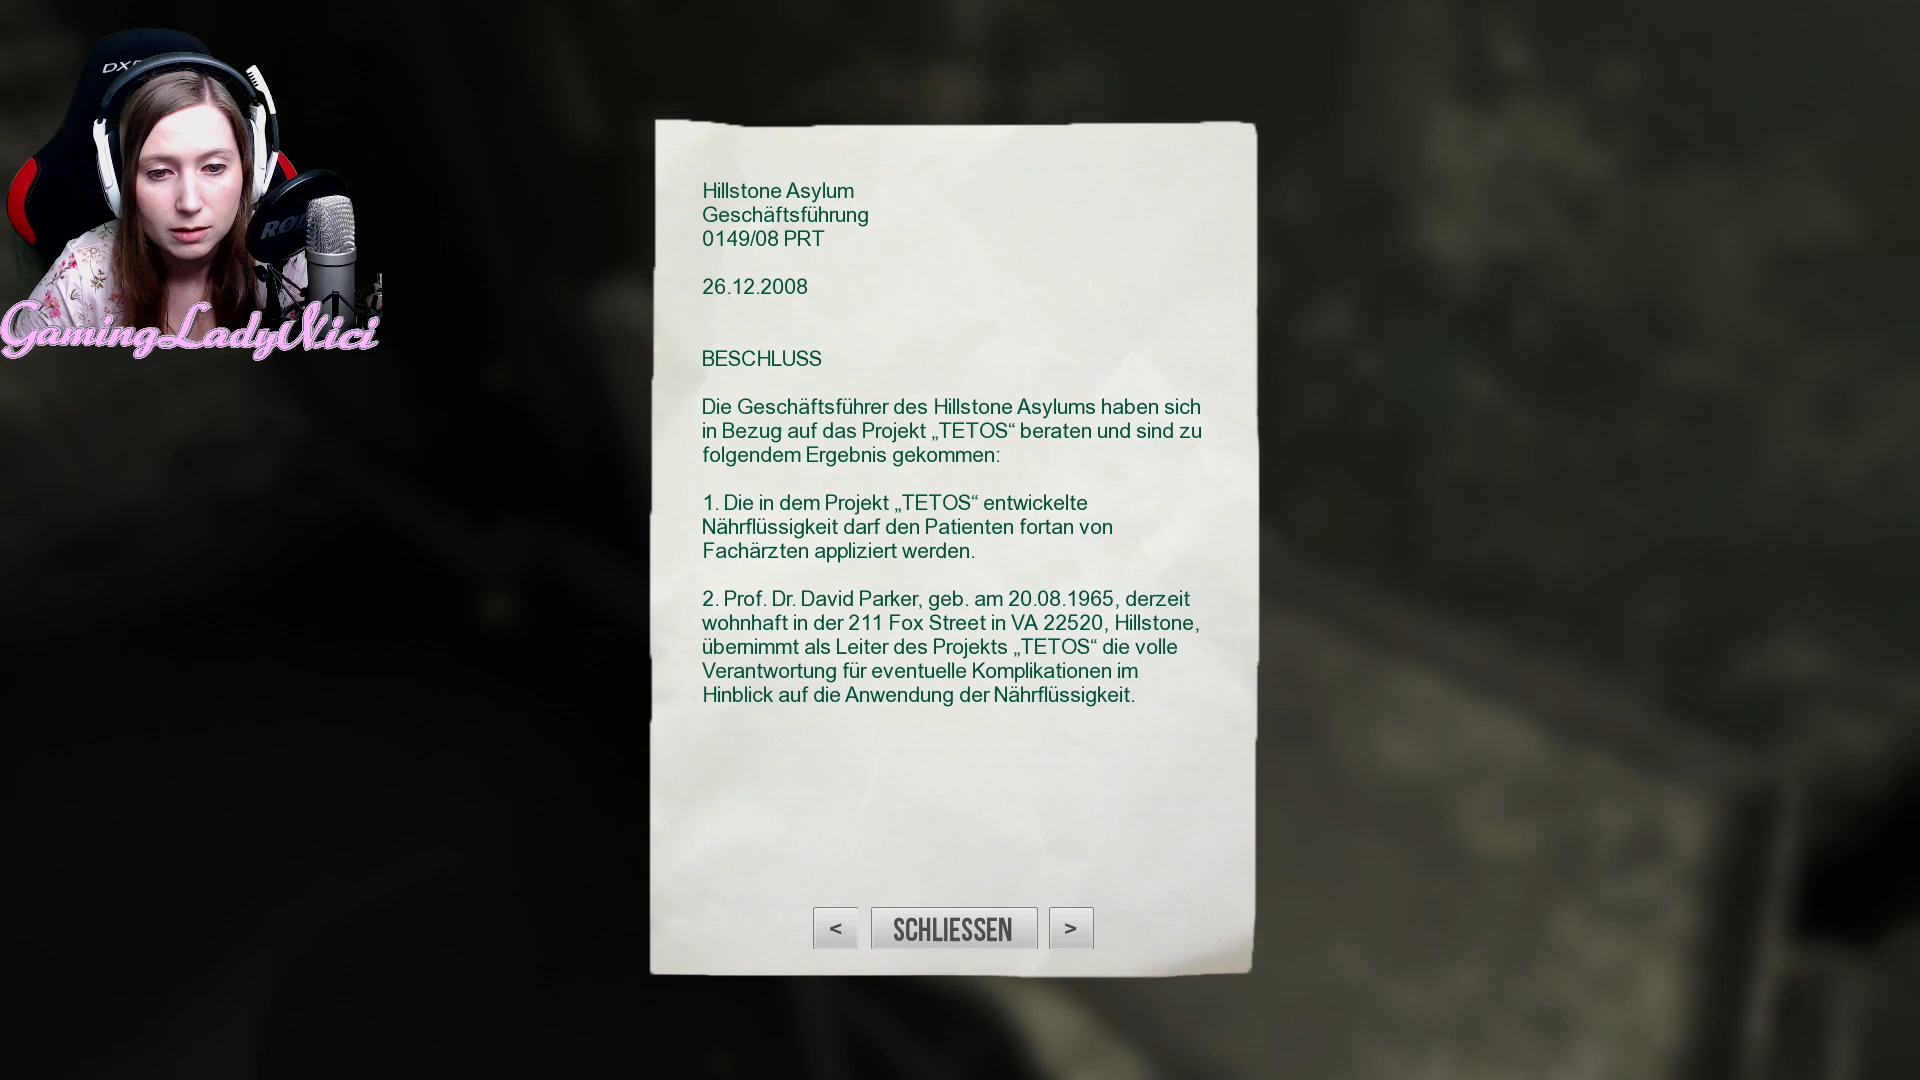 DXR
RØDE
GamingLadyNici
Hillstone Asylum
Geschäftsführung
0149/08 PRT
26.12.2008
BESCHLUSS
Die Geschäftsführer des Hillstone Asylums haben sich
in Bezug auf das Projekt „TETOS“ beraten und sind zu
folgendem Ergebnis gekommen:
1. Die in dem Projekt „TETOS“ entwickelte
Nährflüssigkeit darf den Patienten fortan von
Fachärzten appliziert werden.
2. Prof. Dr. David Parker, geb. am 20.08.1965, derzeit
wohnhaft in der 211 Fox Street in VA 22520, Hillstone,
übernimmt als Leiter des Projekts „TETOS“ die volle
Verantwortung für eventuelle Komplikationen im
Hinblick auf die Anwendung der Nährflüssigkeit.
< SCHLIESSEN >